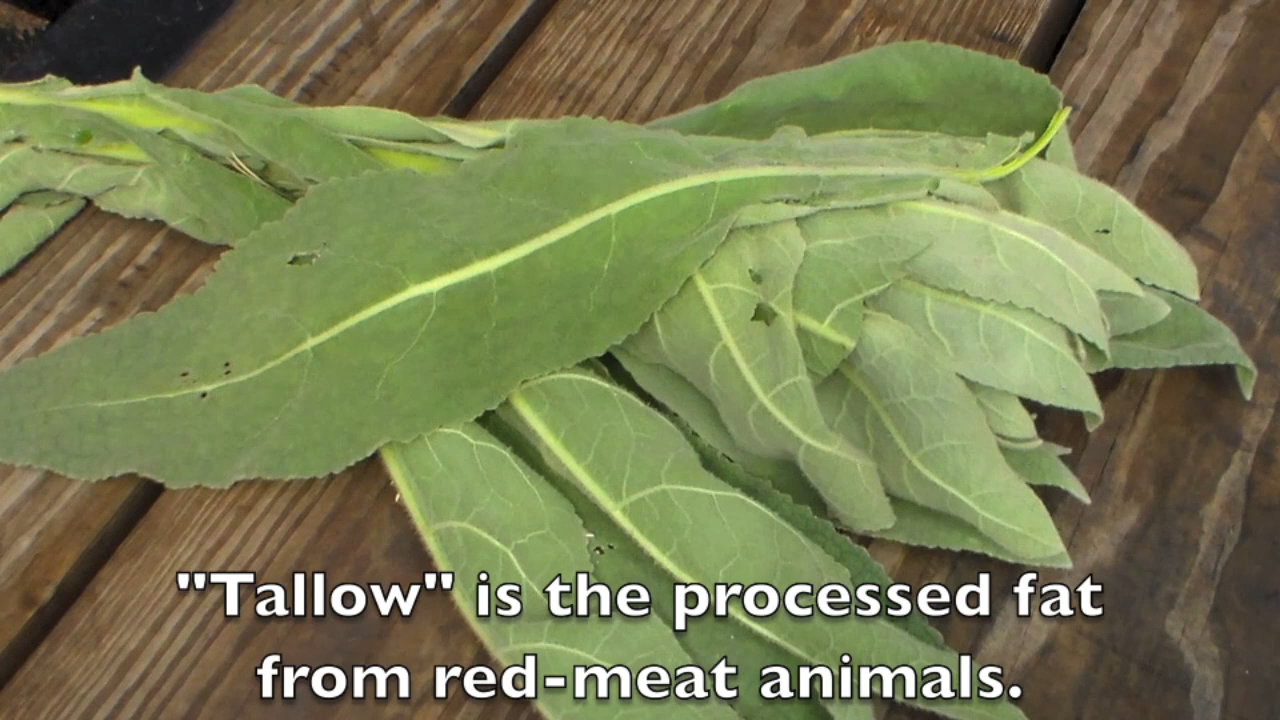 "Tallow" is the processed fat
from red-meat animals.